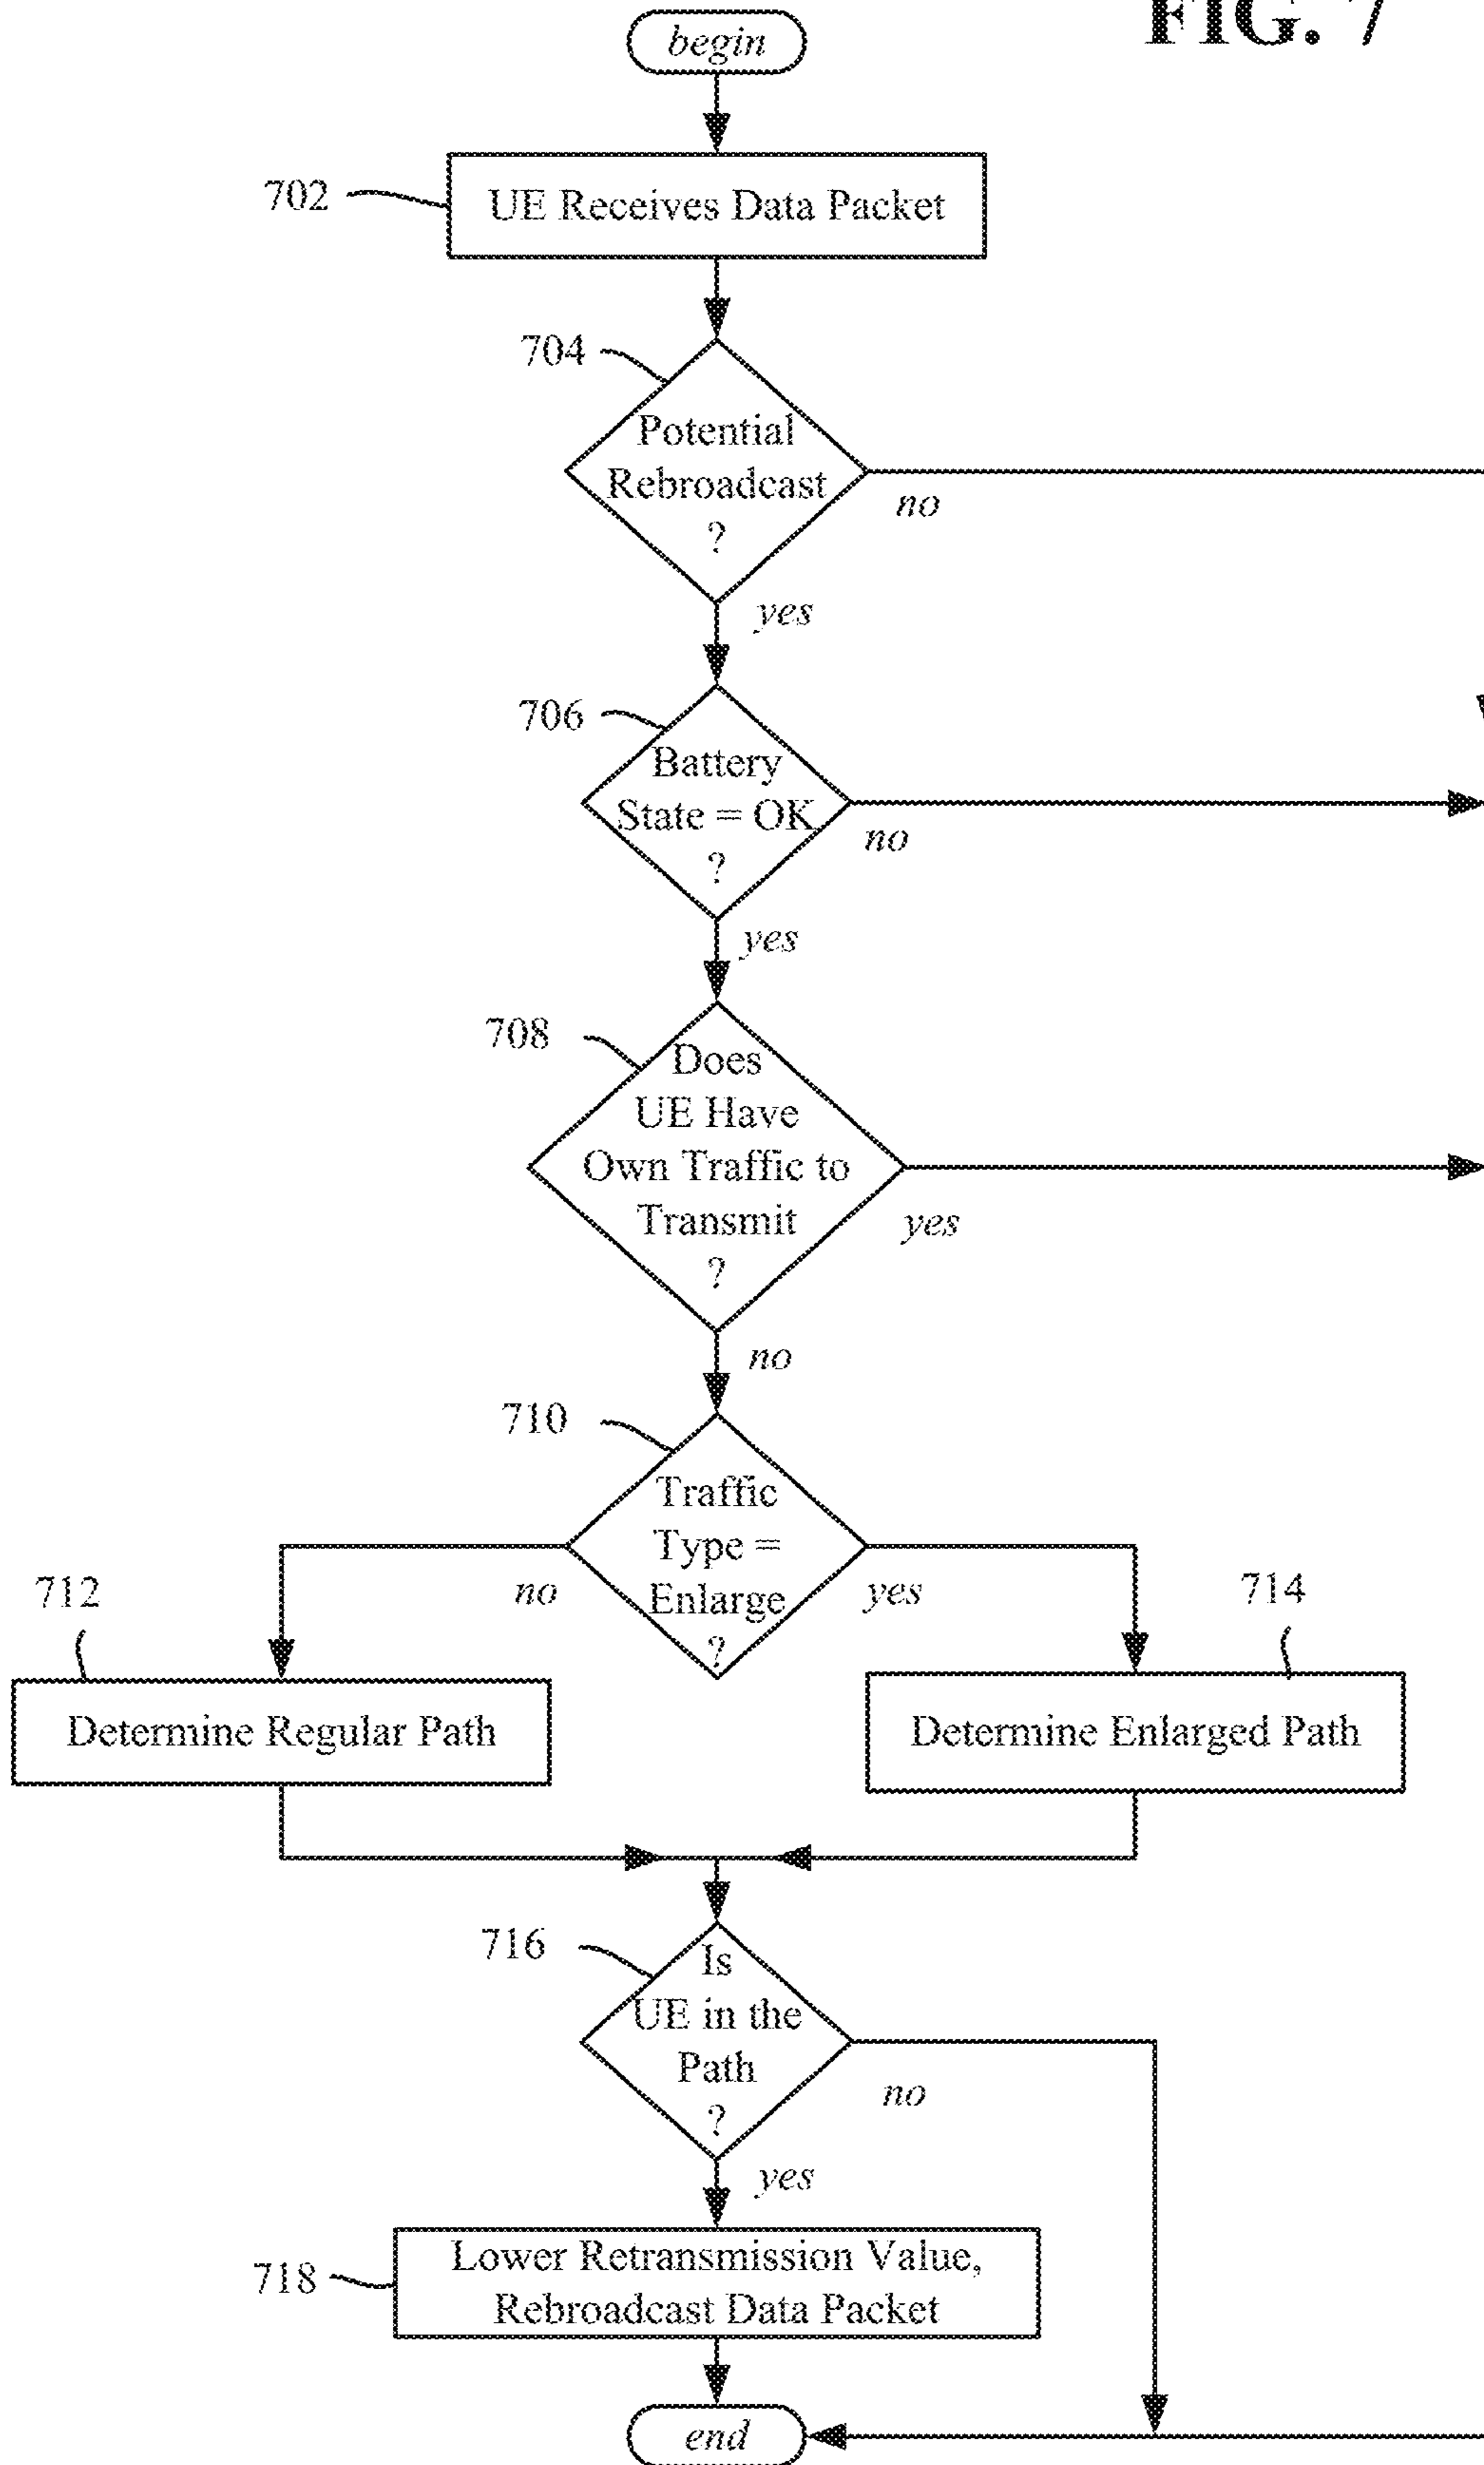 FIG. 7
begin
702
UE Receives Data Packet
704
Potential
Rebroadcast
?
no
yes
706
Battery
State = OK
?
no
yes
708
Does
UE Have
Own Traffic to
Transmit
?
yes
no
710
Traffic
Type =
Enlarge
?
no
yes
712
714
Determine Regular Path
Determine Enlarged Path
716
Is
UE in the
Path
?
no
yes
718
Lower Retransmission Value,
Rebroadcast Data Packet
end